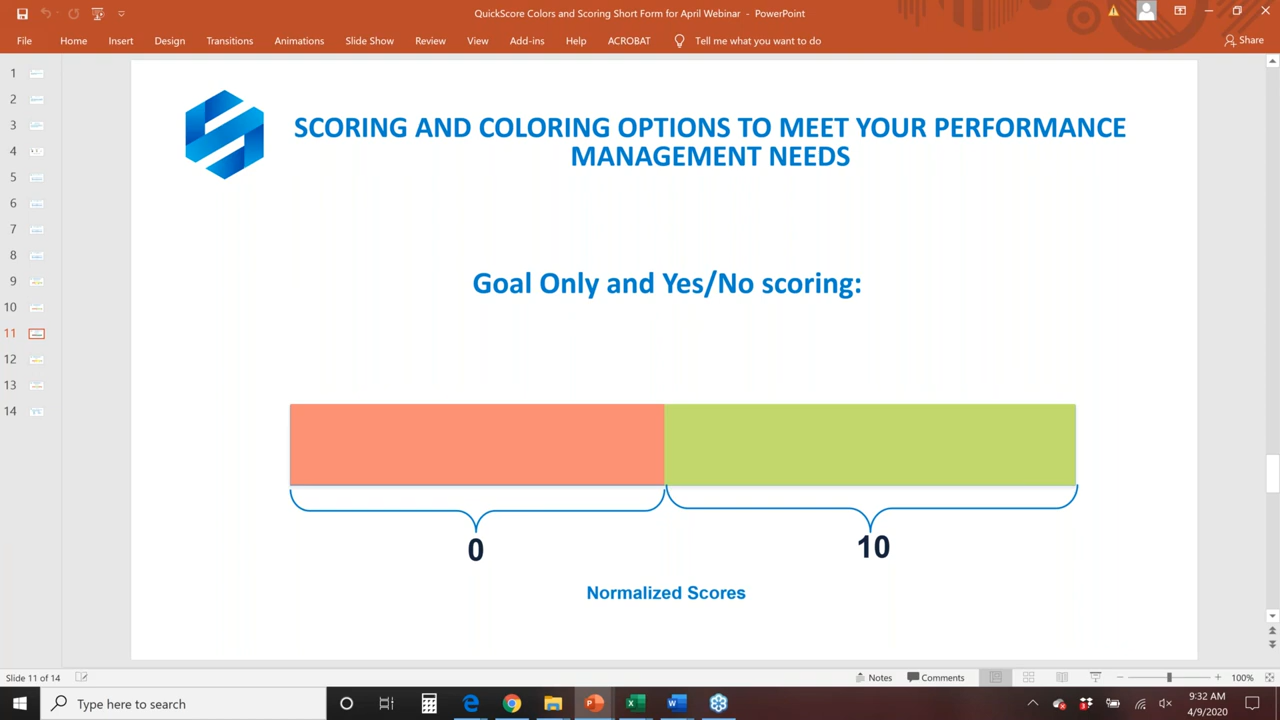 QuickScore Colors and Scoring Short Form for April Webinar - PowerPoint
File Home Insert Design Transitions Animations Slide Show Review View Add-ins Help ACROBAT Tell me what you want to do Share
1
2
3
4
5
6
7
8
9
10
11
12
13
14
SCORING AND COLORING OPTIONS TO MEET YOUR PERFORMANCE
MANAGEMENT NEEDS
Goal Only and Yes/No scoring:
0 10
Normalized Scores
Slide 11 of 14 Notes Comments 100%
Type here to search 9:32 AM
4/9/2020